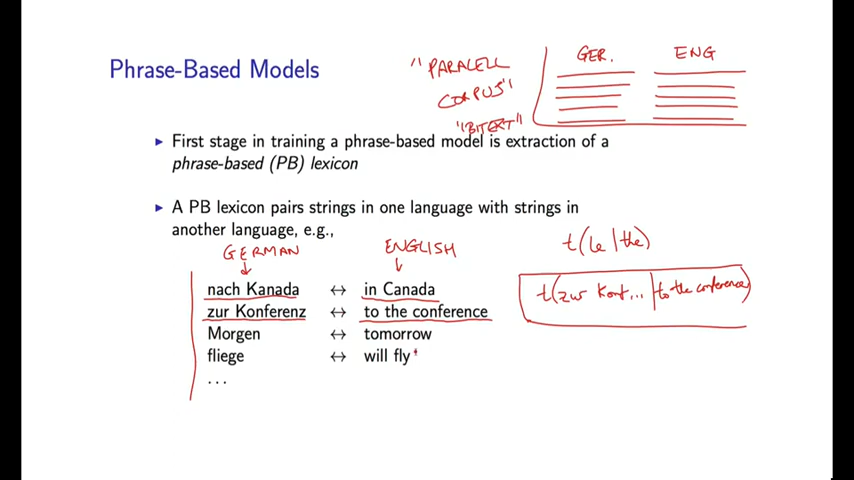 Phrase-Based Models
"PARALELL
CORPUS"
"BITEXT"
GER. ENG
▶ First stage in training a phrase-based model is extraction of a
phrase-based (PB) lexicon
▶ A PB lexicon pairs strings in one language with strings in
another language, e.g.,
GERMAN ENGLISH
t(le|the)
nach Kanada ↔ in Canada
zur Konferenz ↔ to the conference
Morgen ↔ tomorrow
fliege ↔ will fly
...
t(zur Konf...|to the conference)